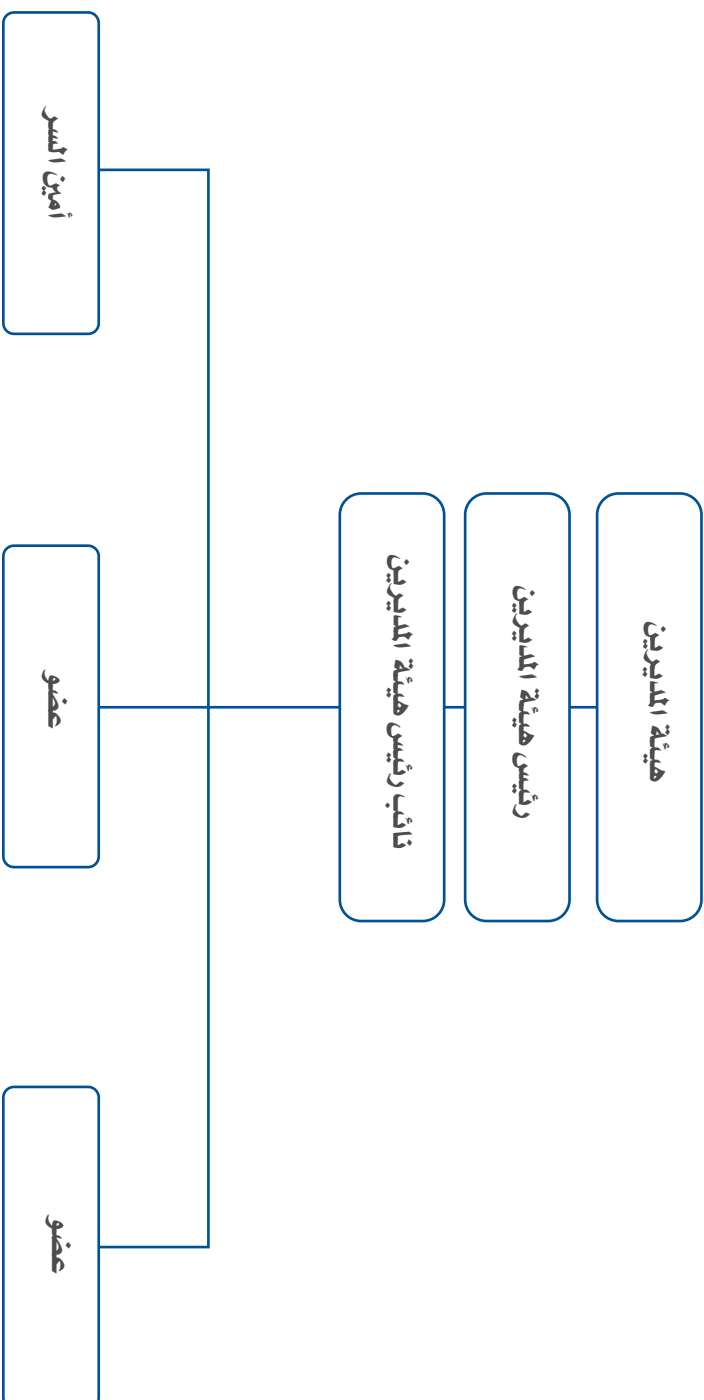 هيئة المديرين
رئيس هيئة المديرين
نائب رئيس هيئة المديرين
عضو
عضو
أمين السر